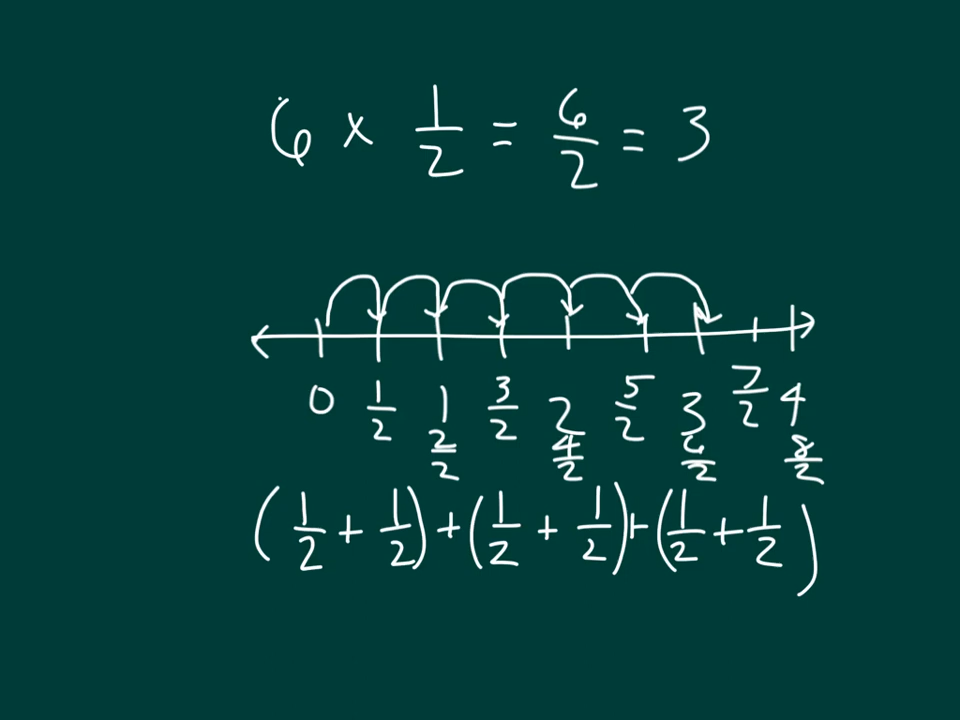 6 × 1/2 = 6/2 = 3
0 1/2 1 3/2 2 5/2 3 7/2 4
2/2 4/2 6/2 8/2
(1/2 + 1/2) + (1/2 + 1/2) + (1/2 + 1/2)